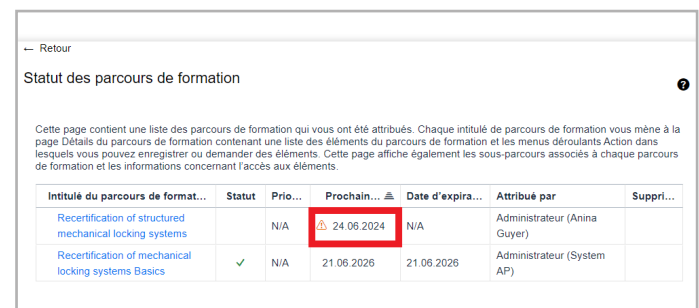 ← Retour
Statut des parcours de formation
Cette page contient une liste des parcours de formation qui vous ont été attribués. Chaque intitulé de parcours de formation vous mène à la
page Détails du parcours de formation contenant une liste des éléments du parcours de formation et les menus déroulants Action dans
lesquels vous pouvez enregistrer ou demander des éléments. Cette page affiche également les sous-parcours associés à chaque parcours
de formation et les informations concernant l'accès aux éléments.
Intitulé du parcours de format... Statut Prio... Prochain... Date d'expira... Attribué par Suppri...
Recertification of structured
mechanical locking systems
N/A 24.06.2024 N/A Administrateur (Anina
Guyer)
Recertification of mechanical
locking systems Basics
✓ N/A 21.06.2026 21.06.2026 Administrateur (System
AP)